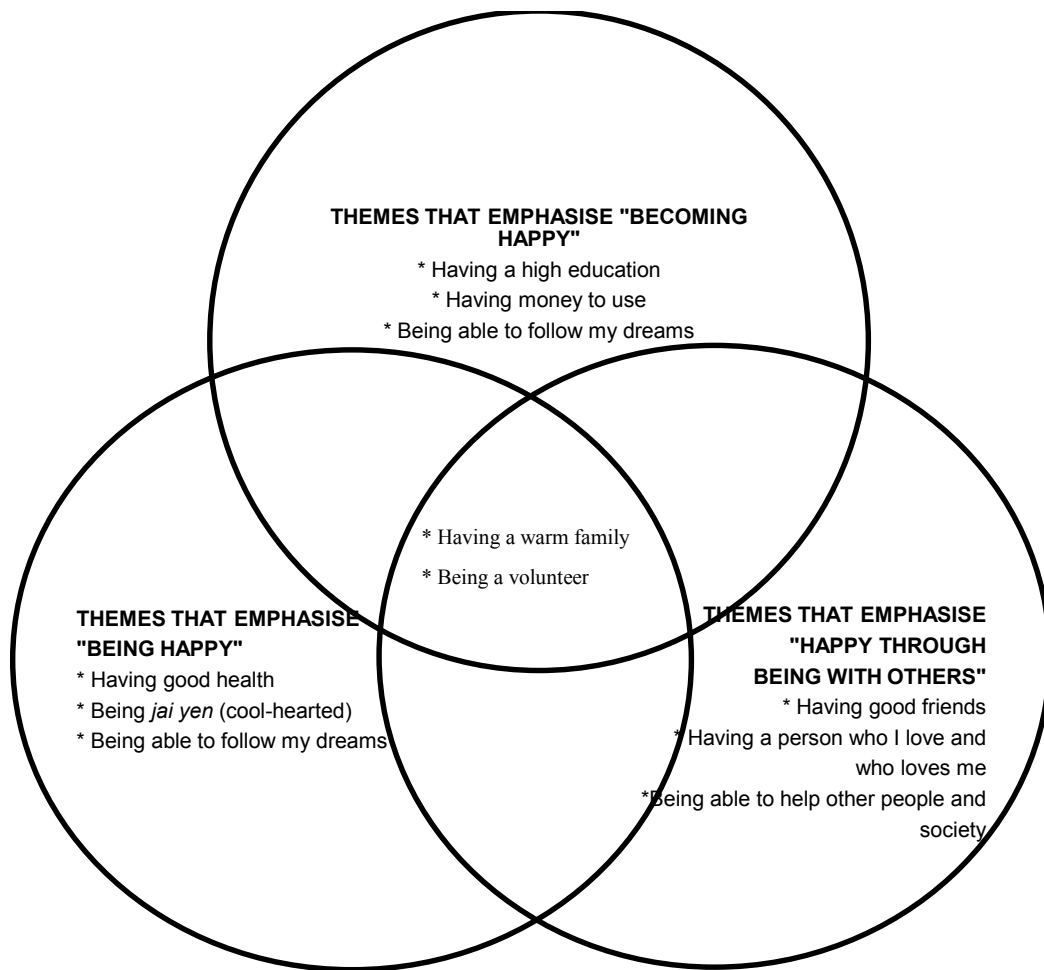 THEMES THAT EMPHASISE "BECOMING
HAPPY"
* Having a high education
* Having money to use
* Being able to follow my dreams
* Having a warm family
* Being a volunteer
THEMES THAT EMPHASISE
"BEING HAPPY"
* Having good health
* Being jai yen (cool-hearted)
* Being able to follow my dreams
THEMES THAT EMPHASISE
"HAPPY THROUGH
BEING WITH OTHERS"
* Having good friends
* Having a person who I love and
who loves me
*Being able to help other people and
society